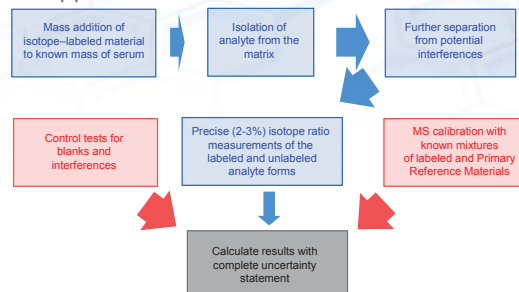 Mass addition of
isotope–labeled material
to known mass of serum
Isolation of
analyte from the
matrix
Further separation
from potential
interferences
Control tests for
blanks and
interferences
Precise (2-3%) isotope ratio
measurements of the
labeled and unlabeled
analyte forms
MS calibration with
known mixtures
of labeled and Primary
Reference Materials
Calculate results with
complete uncertainty
statement